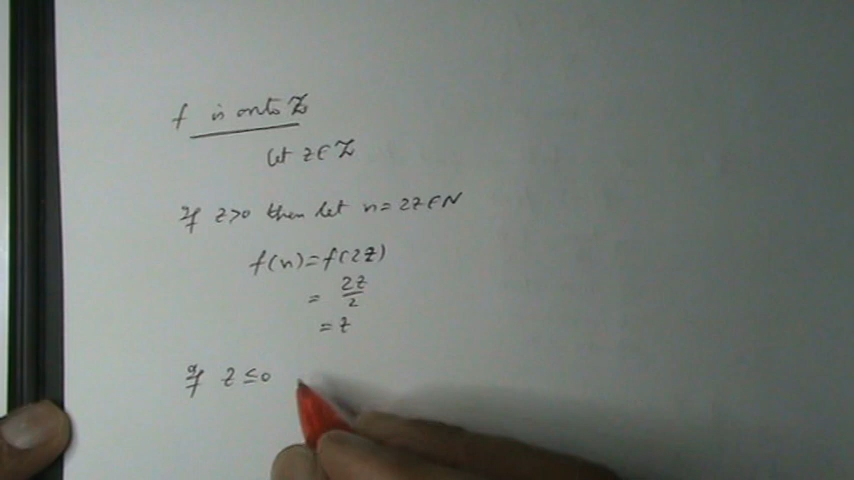 f is onto ℤ
Let z∈ℤ
If z>0 then let n=2z∈N
f(n)=f(2z)
= 2z/2
=z
If z≤0